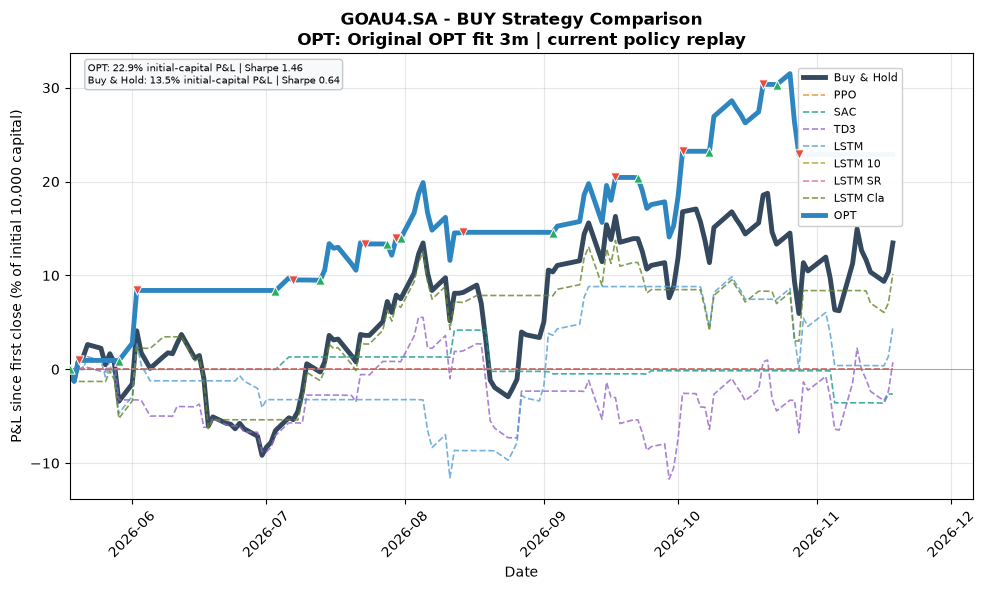 GOAU4.SA - BUY Strategy Comparison
OPT: Original OPT fit 3m | current policy replay
OPT: 22.9% initial-capital P&L | Sharpe 1.46
Buy & Hold: 13.5% initial-capital P&L | Sharpe 0.64
Buy & Hold
PPO
SAC
TD3
LSTM
LSTM 10
LSTM SR
LSTM Cla
OPT
P&L since first close (% of initial 10,000 capital)
30
20
10
0
−10
2026-06
2026-07
2026-08
2026-09
2026-10
2026-11
2026-12
Date